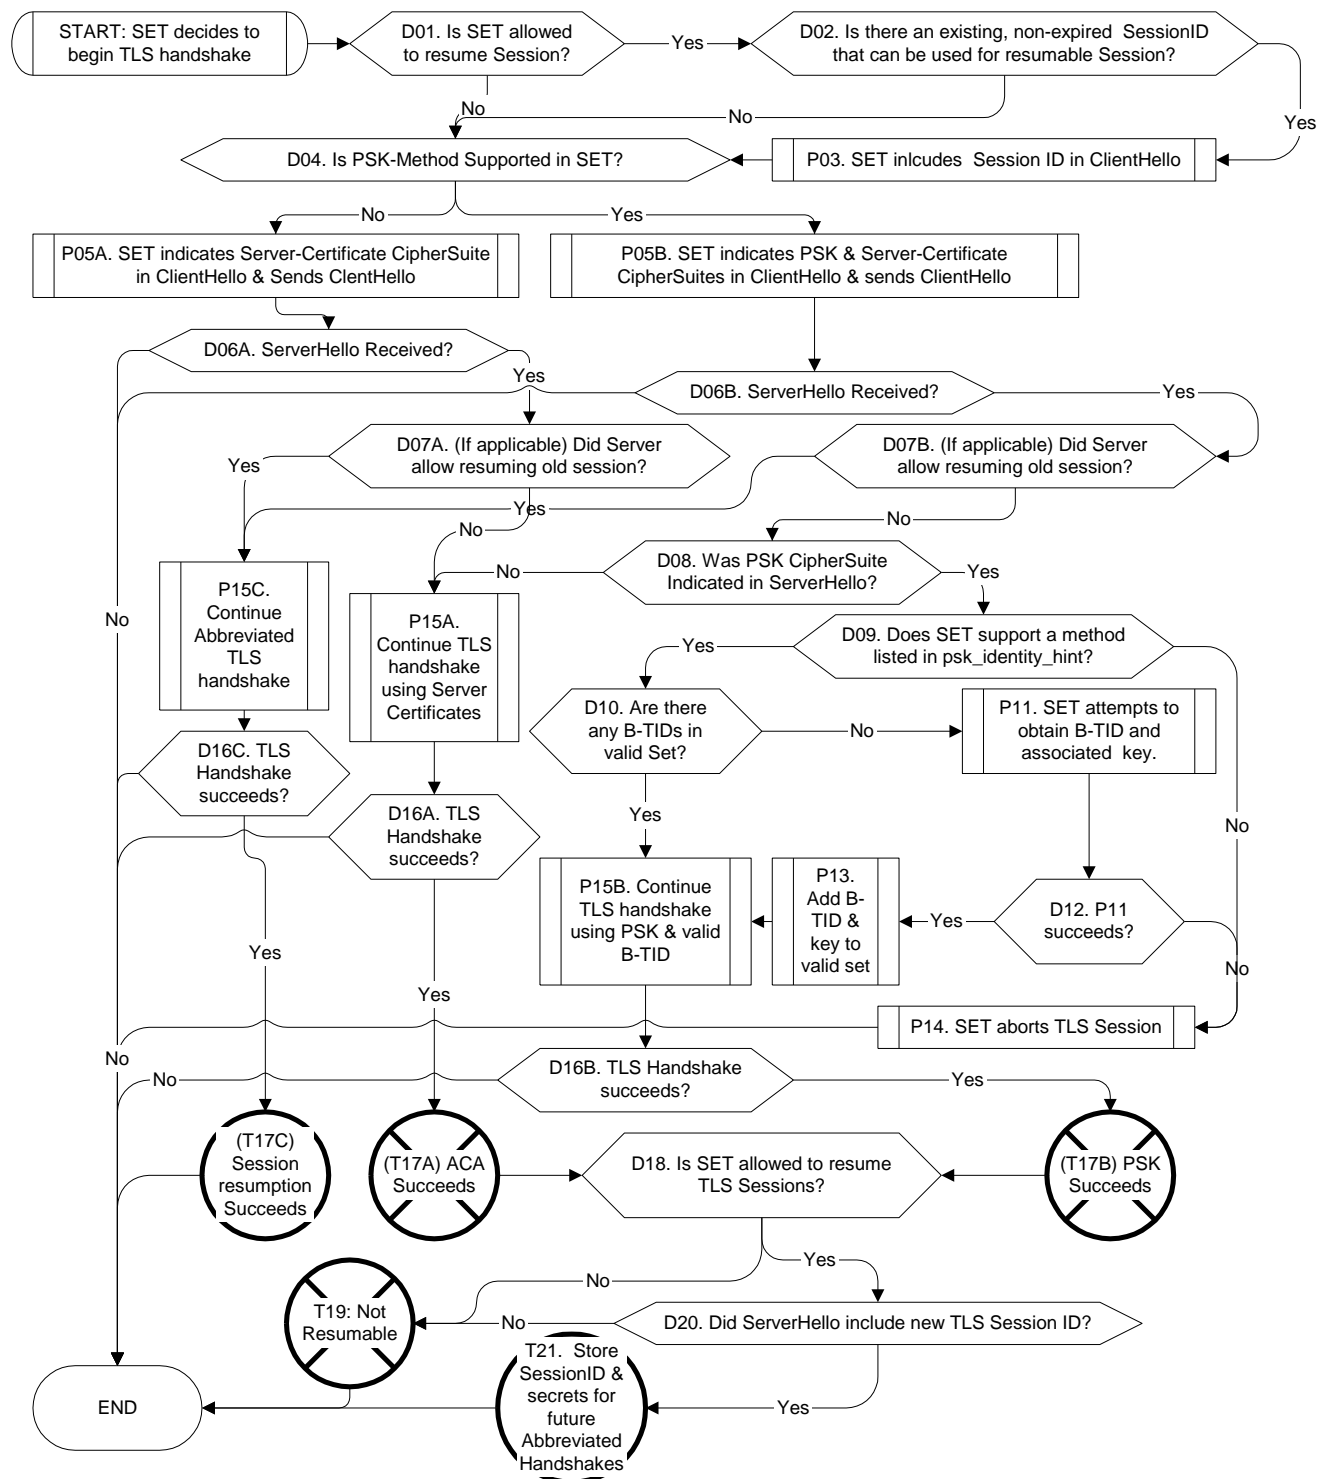 START: SET decides to
begin TLS handshake
D01. Is SET allowed
to resume Session?
Yes
D02. Is there an existing, non-expired SessionID
that can be used for resumable Session?
No
No
Yes
D04. Is PSK-Method Supported in SET?
P03. SET inlcudes Session ID in ClientHello
No
Yes
P05A. SET indicates Server-Certificate CipherSuite
in ClientHello & Sends ClentHello
P05B. SET indicates PSK & Server-Certificate
CipherSuites in ClientHello & sends ClientHello
D06A. ServerHello Received?
Yes
D06B. ServerHello Received?
Yes
D07A. (If applicable) Did Server
allow resuming old session?
D07B. (If applicable) Did Server
allow resuming old session?
Yes
Yes
No
No
D08. Was PSK CipherSuite
Indicated in ServerHello?
No
Yes
P15C.
Continue
Abbreviated
TLS
handshake
P15A.
Continue TLS
handshake
using Server
Certificates
No
D09. Does SET support a method
listed in psk_identity_hint?
Yes
D10. Are there
any B-TIDs in
valid Set?
No
P11. SET attempts to
obtain B-TID and
associated key.
D16C. TLS
Handshake
succeeds?
D16A. TLS
Handshake
succeeds?
Yes
No
P15B. Continue
TLS handshake
using PSK & valid
B-TID
P13.
Add B-
TID &
key to
valid set
Yes
D12. P11
succeeds?
Yes
No
Yes
P14. SET aborts TLS Session
No
D16B. TLS Handshake
succeeds?
No
Yes
(T17C)
Session
resumption
Succeeds
(T17A) ACA
Succeeds
D18. Is SET allowed to resume
TLS Sessions?
(T17B) PSK
Succeeds
Yes
No
T19: Not
Resumable
No
D20. Did ServerHello include new TLS Session ID?
T21. Store
SessionID &
secrets for
future
Abbreviated
Handshakes
Yes
END